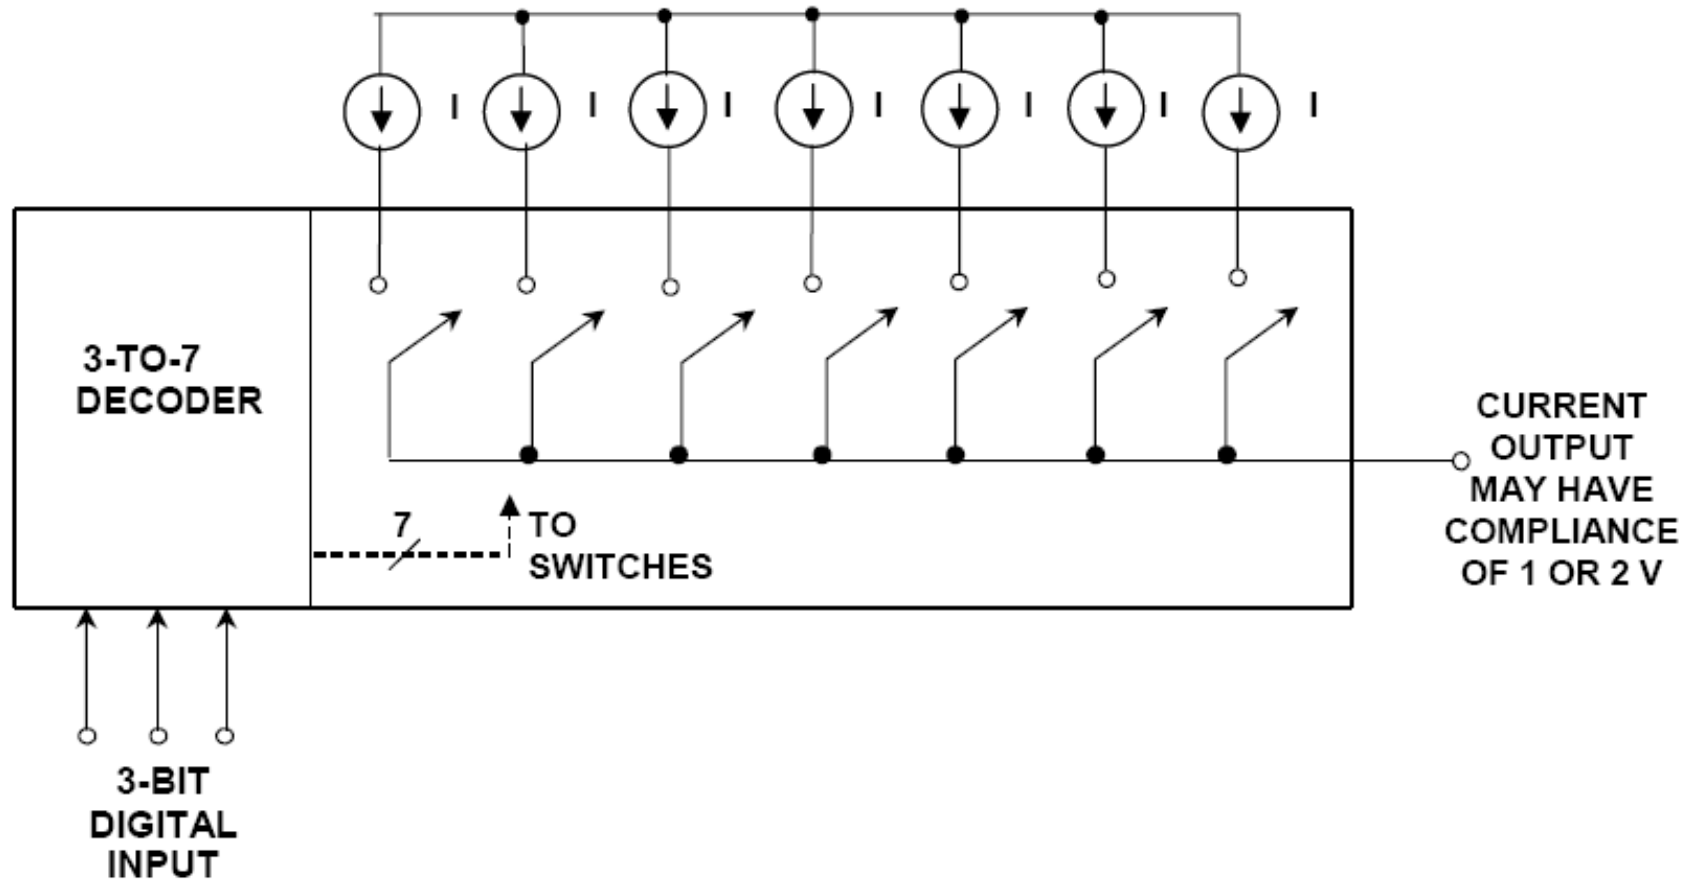 I I I I I I I
3-TO-7
DECODER
7
TO
SWITCHES
CURRENT
OUTPUT
MAY HAVE
COMPLIANCE
OF 1 OR 2 V
3-BIT
DIGITAL
INPUT